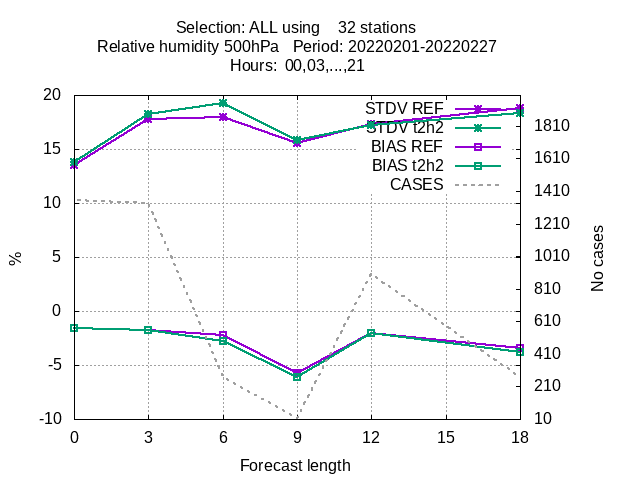 Selection: ALL using    32 stations
Relative humidity 500hPa   Period: 20220201-20220227
Hours:  00,03,...,21
STDV REF
STDV t2h2
BIAS REF
BIAS t2h2
CASES
20
15
10
5
0
-5
-10
%
1810
1610
1410
1210
1010
810
610
410
210
10
No cases
0 3 6 9 12 15 18
Forecast length